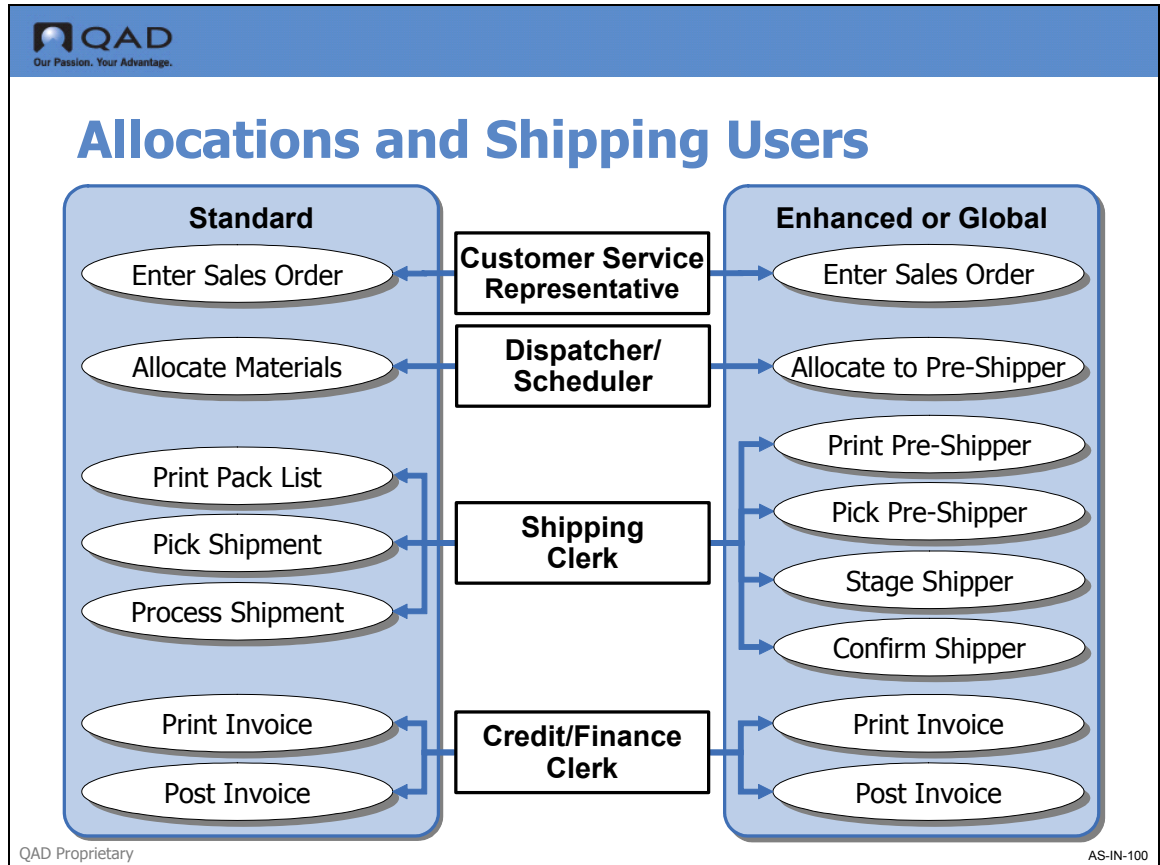 QAD
Our Passion. Your Advantage.
Allocations and Shipping Users
Standard
Enter Sales Order
Allocate Materials
Print Pack List
Pick Shipment
Process Shipment
Print Invoice
Post Invoice
Customer Service
Representative
Dispatcher/
Scheduler
Shipping
Clerk
Credit/Finance
Clerk
Enhanced or Global
Enter Sales Order
Allocate to Pre-Shipper
Print Pre-Shipper
Pick Pre-Shipper
Stage Shipper
Confirm Shipper
Print Invoice
Post Invoice
QAD Proprietary
AS-IN-100